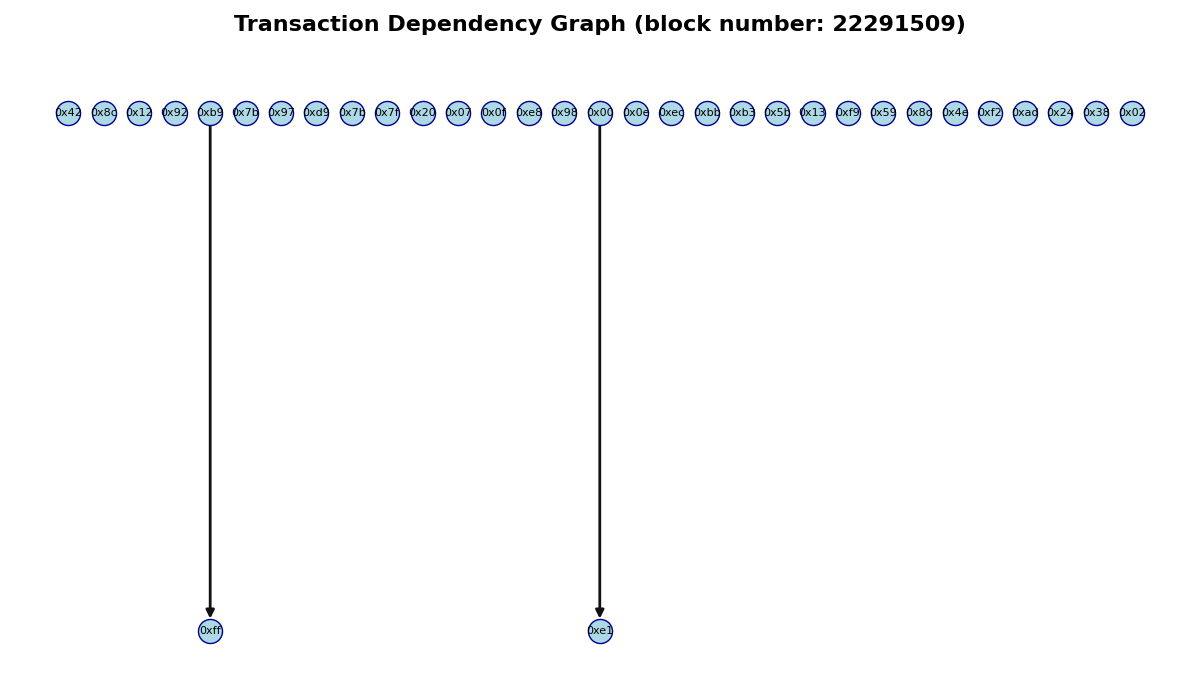 Transaction Dependency Graph (block number: 22291509)
0x42 0x8c 0x12 0x92 0xb9 0x7b 0x97 0xd9 0x7b 0x7f 0x20 0x07 0x0f 0xe8 0x98 0x00 0x0e 0xec 0xbb 0xb3 0x5b 0x13 0xf9 0x59 0x8d 0x4e 0xf2 0xad 0x24 0x38 0x02
0xff 0xe1